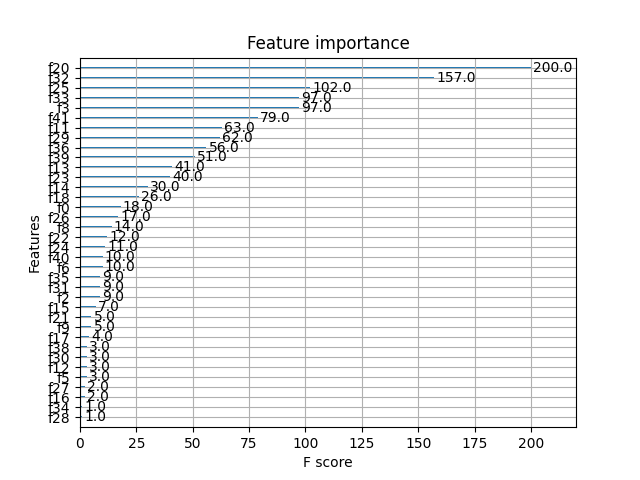 Feature importance
f20 200.0
f32 157.0
f25 102.0
f33 97.0
f3 97.0
f41 79.0
f11 63.0
f29 62.0
f36 56.0
f39 51.0
f13 41.0
f23 40.0
f14 30.0
f18 26.0
f0 18.0
f26 17.0
f8 14.0
f22 12.0
f24 11.0
f40 10.0
f6 10.0
f35 9.0
f31 9.0
f2 9.0
f15 7.0
f21 5.0
f9 5.0
f17 4.0
f38 3.0
f30 3.0
f12 3.0
f5 3.0
f27 2.0
f16 2.0
f34 1.0
f28 1.0
Features
0 25 50 75 100 125 150 175 200
F score